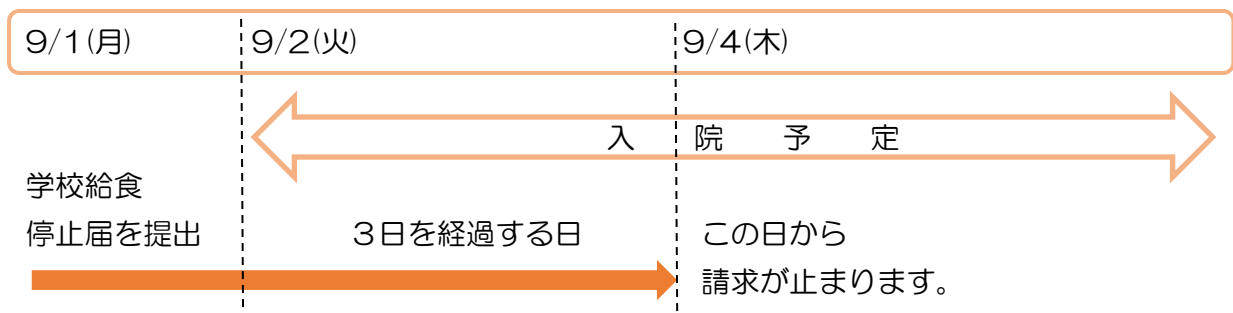 9/1(月) 9/2(火) 9/4(木)
入院予定
学校給食
停止届を提出 3日を経過する日 この日から
請求が止まります。